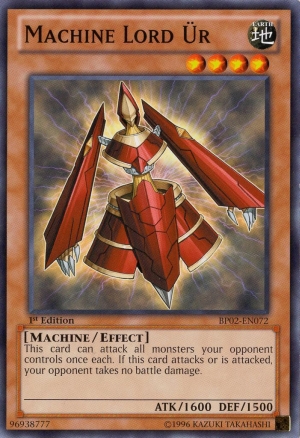 MACHINE LORD ÜR
EARTH
地
1st Edition
BP02-EN072
[MACHINE/EFFECT]
This card can attack all monsters your opponent
controls once each. If this card attacks or is attacked,
your opponent takes no battle damage.
ATK/1600 DEF/1500
96938777
©1996 KAZUKI TAKAHASHI